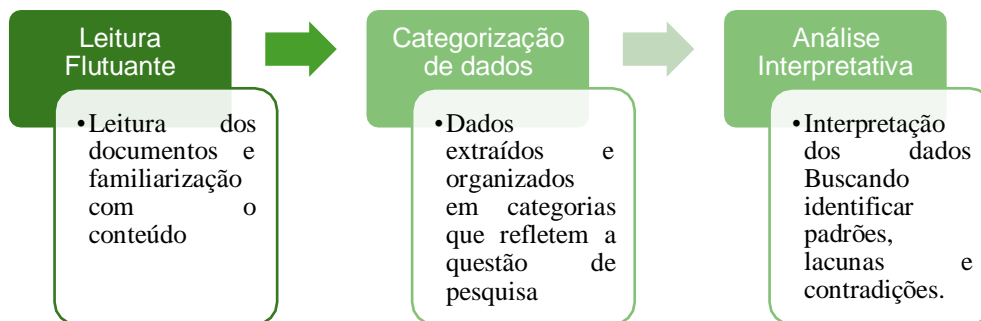 Leitura
Flutuante
•Leitura dos
documentos e
familiarização
com o
conteúdo
Categorização
de dados
•Dados
extraídos e
organizados
em categorias
que refletem a
questão de
pesquisa
Análise
Interpretativa
•Interpretação
dos dados
Buscando
identificar
padrões,
lacunas e
contradições.